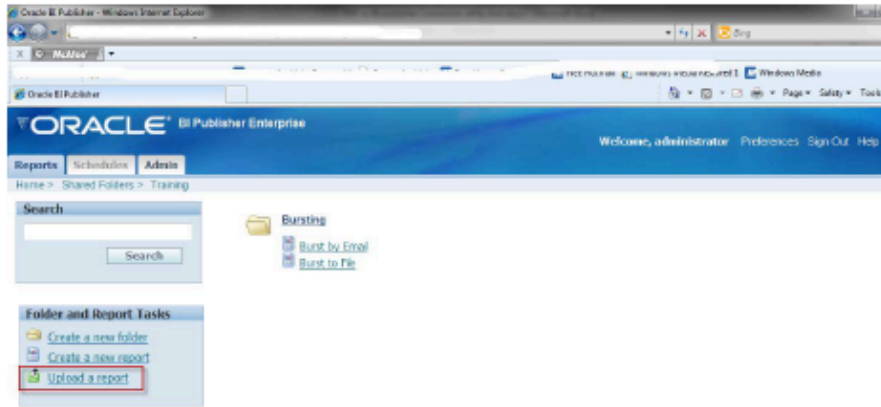 Oracle BI Publisher - Windows Internet Explorer
Bing
X McAfee
Windows Media
Oracle BI Publisher
Page Safety Tools
ORACLE BI Publisher Enterprise
Welcome, administrator Preferences Sign Out Help
Reports Schedules Admin
Home > Shared Folders > Training
Search
Bursting
Burst by Email
Search
Burst to File
Folder and Report Tasks
Create a new folder
Create a new report
Upload a report